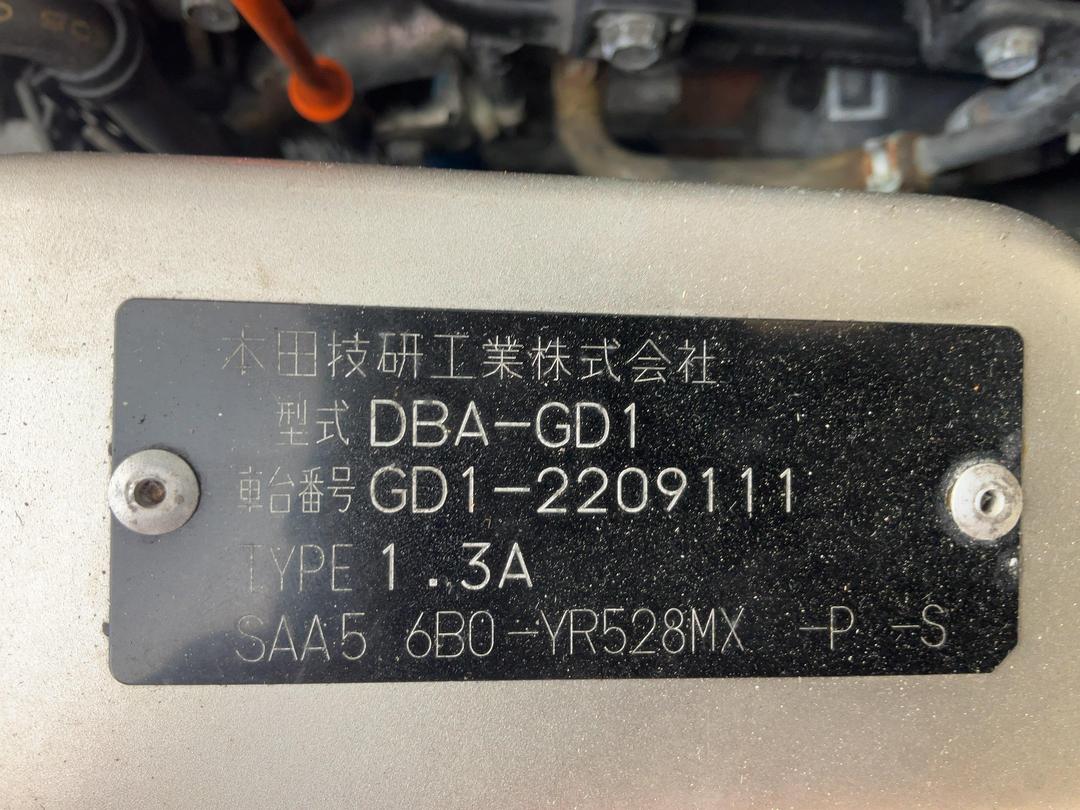 本田技研工業株式会社
型式 DBA-GD1
車台番号 GD1-2209111
TYPE 1.3A
SAA5 6B0-YR528MX -P -S